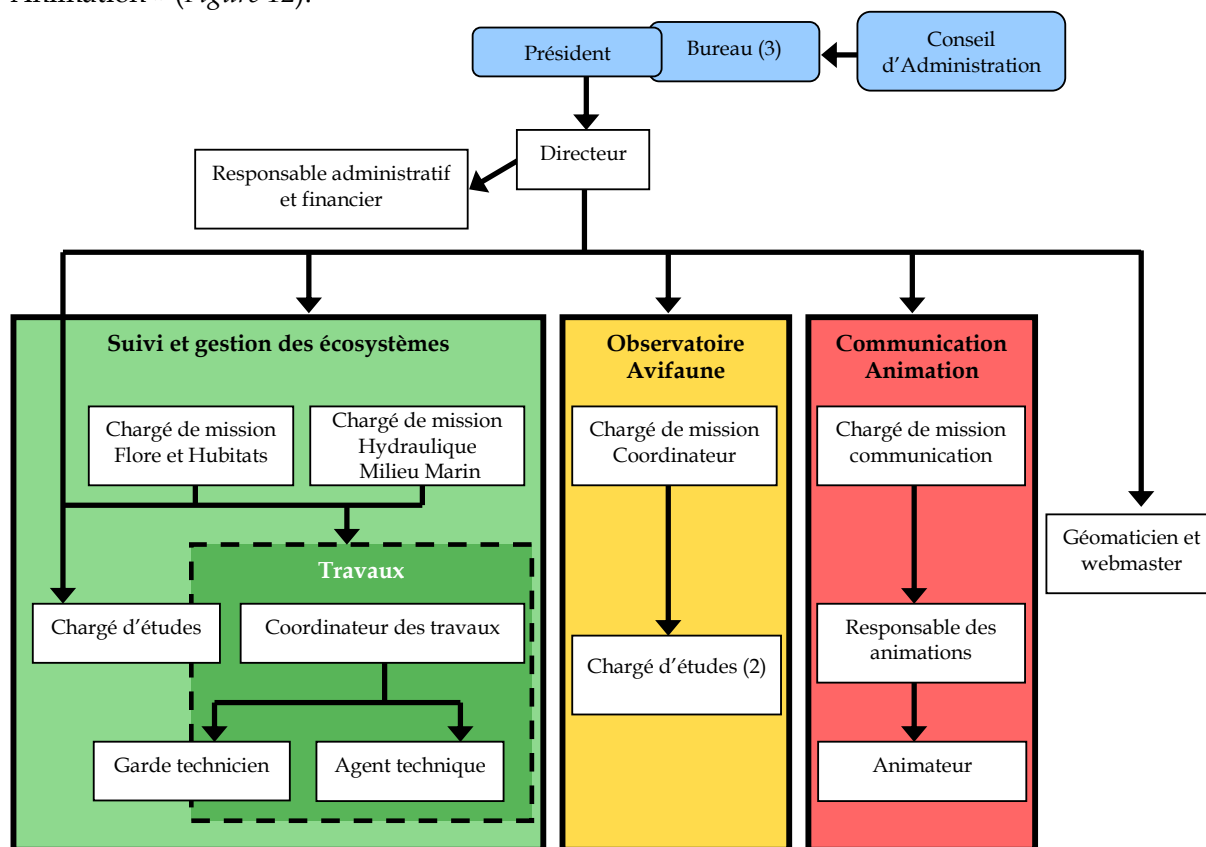 Animation » (Figure 12).
Président
Bureau (3)
Conseil
d'Administration
Directeur
Responsable administratif
et financier
Suivi et gestion des écosystèmes
Observatoire
Avifaune
Communication
Animation
Chargé de mission
Flore et Hubitats
Chargé de mission
Hydraulique
Milieu Marin
Chargé de mission
Coordinateur
Chargé de mission
communication
Géomaticien et
webmaster
Travaux
Chargé d'études
Coordinateur des travaux
Chargé d'études (2)
Responsable des
animations
Garde technicien
Agent technique
Animateur